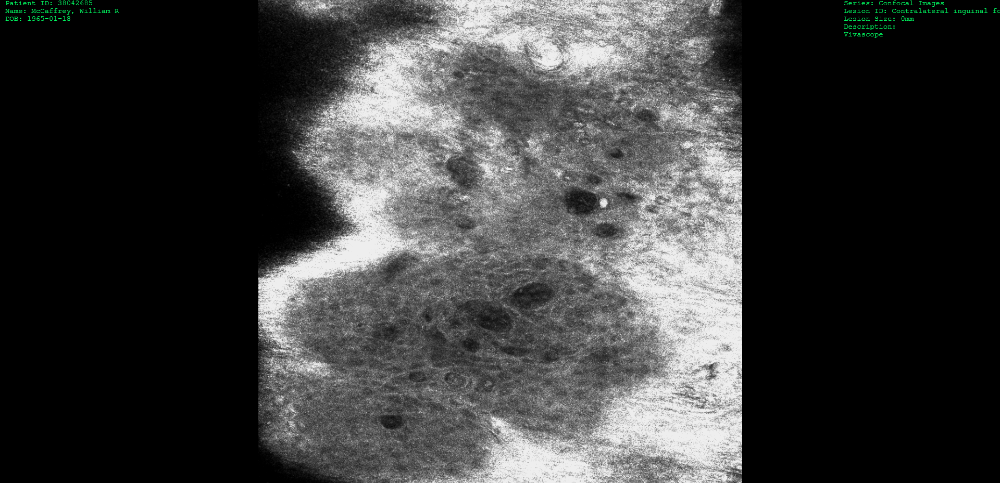 Patient ID: 38042685
Name: McCaffrey, William R
DOB: 1965-01-18
Series: Confocal Images
Lesion ID: Contralateral inguinal fo
Lesion Size: 0mm
Description:
Vivascope